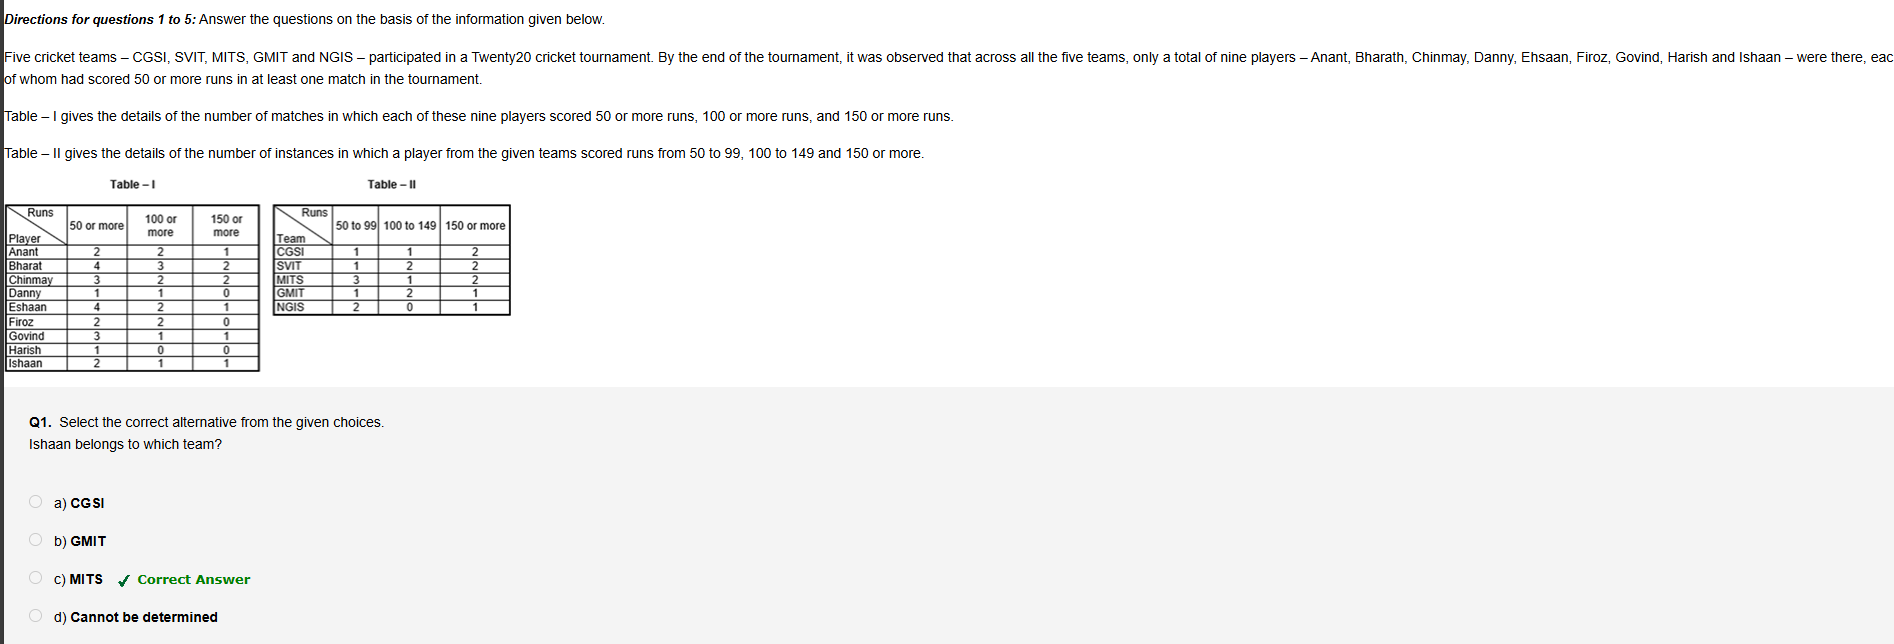 Directions for questions 1 to 5: Answer the questions on the basis of the information given below.
Five cricket teams – CGSI, SVIT, MITS, GMIT and NGIS – participated in a Twenty20 cricket tournament. By the end of the tournament, it was observed that across all the five teams, only a total of nine players – Anant, Bharath, Chinmay, Danny, Ehsaan, Firoz, Govind, Harish and Ishaan – were there, eac
of whom had scored 50 or more runs in at least one match in the tournament.
Table – I gives the details of the number of matches in which each of these nine players scored 50 or more runs, 100 or more runs, and 150 or more runs.
Table – II gives the details of the number of instances in which a player from the given teams scored runs from 50 to 99, 100 to 149 and 150 or more.
Table – I
Runs
Player
50 or more
100 or more
150 or more
Anant 2 2 1
Bharat 4 3 2
Chinmay 3 2 2
Danny 1 1 0
Eshaan 4 2 1
Firoz 2 2 0
Govind 3 1 1
Harish 1 0 0
Ishaan 2 1 1
Table – II
Runs
Team
50 to 99 100 to 149 150 or more
CGSI 1 1 2
SVIT 1 2 2
MITS 3 1 2
GMIT 1 2 1
NGIS 2 0 1
Q1. Select the correct alternative from the given choices.
Ishaan belongs to which team?
a) CGSI
b) GMIT
c) MITS ✓ Correct Answer
d) Cannot be determined